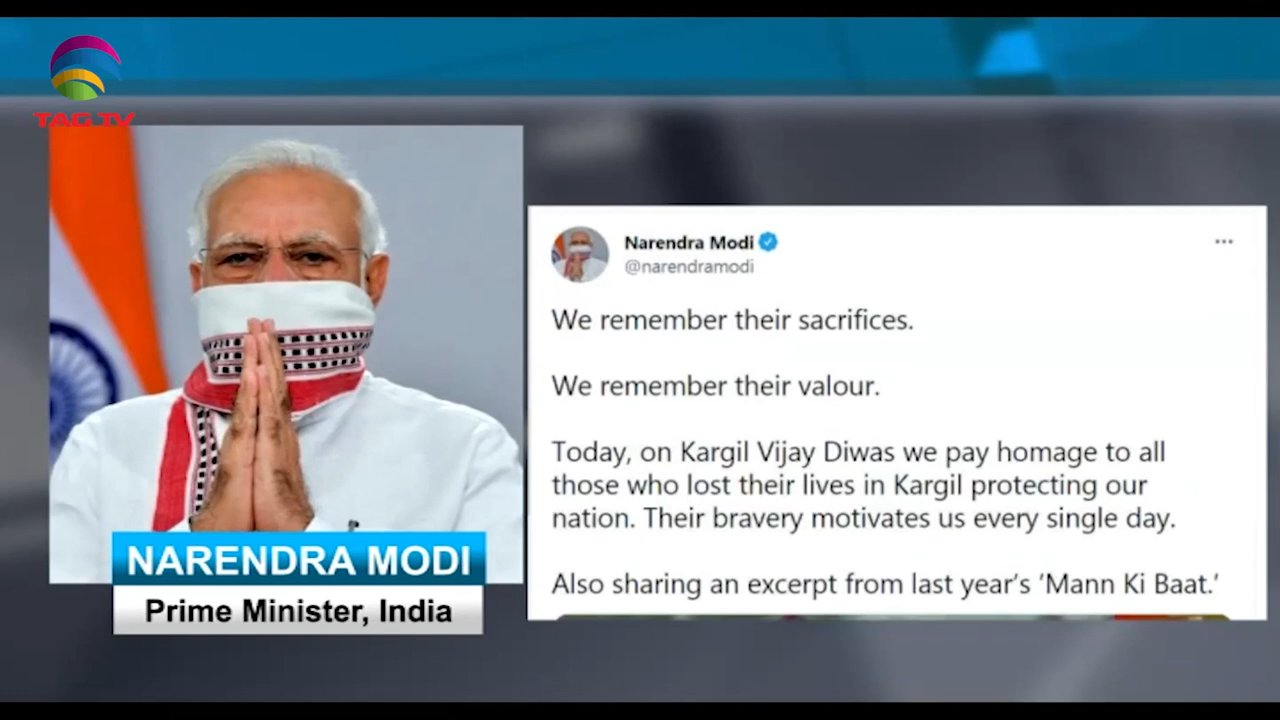 TAG TV
NARENDRA MODI
Prime Minister, India
Narendra Modi
@narendramodi
We remember their sacrifices.
We remember their valour.
Today, on Kargil Vijay Diwas we pay homage to all
those who lost their lives in Kargil protecting our
nation. Their bravery motivates us every single day.
Also sharing an excerpt from last year's 'Mann Ki Baat.'